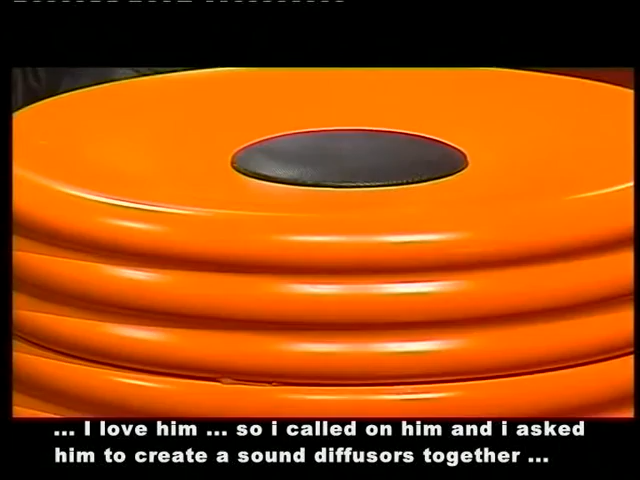 ... I love him ... so i called on him and i asked
him to create a sound diffusors together ...